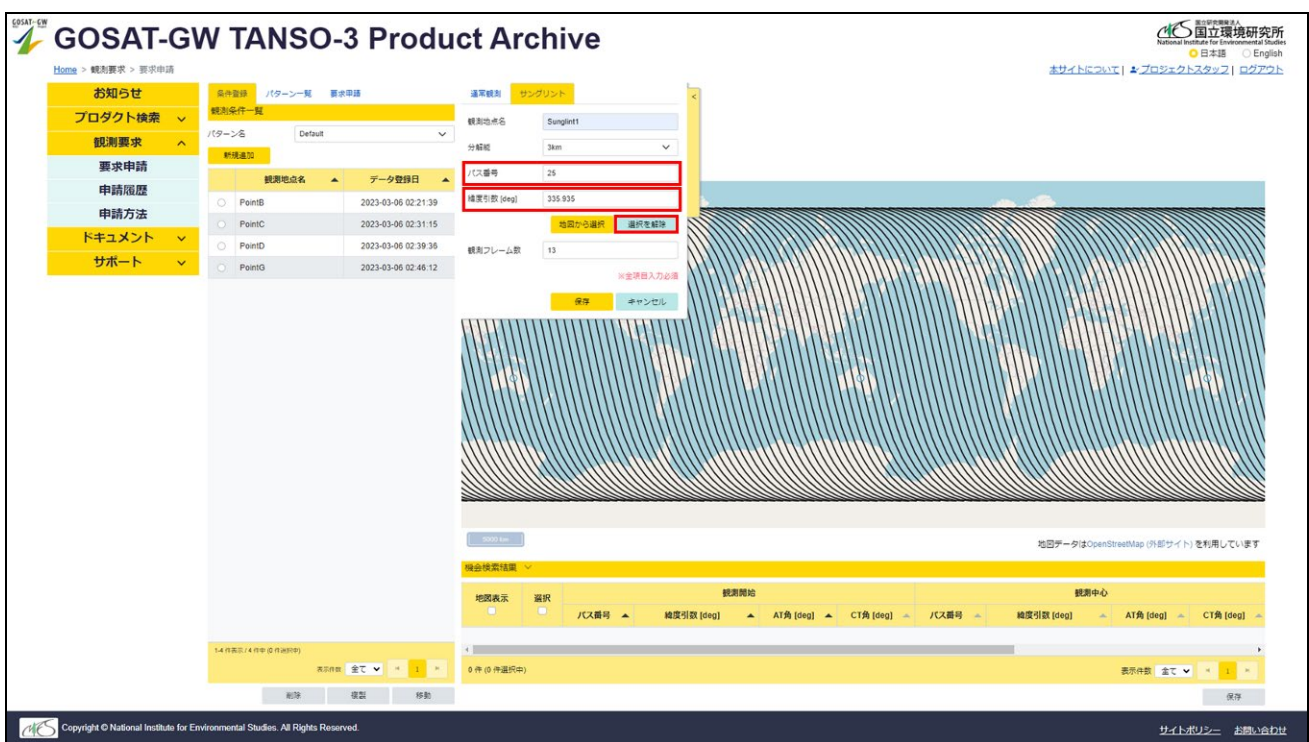 GOSAT-GW
GOSAT-GW TANSO-3 Product Archive
国立研究開発法人
国立環境研究所
National Institute for Environmental Studies
日本語 English
Home > 観測要求 > 要求申請
本サイトについて | プロジェクトスタッフ2 | ログアウト
お知らせ
プロダクト検索
観測要求
要求申請
申請履歴
申請方法
ドキュメント
サポート
条件登録 パターン一覧 要求申請
観測条件一覧
パターン名 Default
新規追加
観測地点名 データ登録日
PointB 2023-03-06 02:21:39
PointC 2023-03-06 02:31:15
PointD 2023-03-06 02:39:36
PointG 2023-03-06 02:46:12
1-4 件表示 / 4 件中 (0 件選択中)
表示件数 全て 1
削除 複製 移動
通常観測 サングリント
<
観測地点名 Sunglint1
分解能 3km
パス番号 25
緯度引数 [deg] 335.935
地図から選択 選択を解除
観測フレーム数 13
※全項目入力必須
保存 キャンセル
5000 km
地図データはOpenStreetMap (外部サイト) を利用しています
機会検索結果
地図表示 選択 観測開始 観測中心
パス番号 緯度引数 [deg] AT角 [deg] CT角 [deg] パス番号 緯度引数 [deg] AT角 [deg] CT角 [deg]
0 件 (0 件選択中)
表示件数 全て 1
保存
Copyright © National Institute for Environmental Studies. All Rights Reserved.
サイトポリシー お問い合わせ